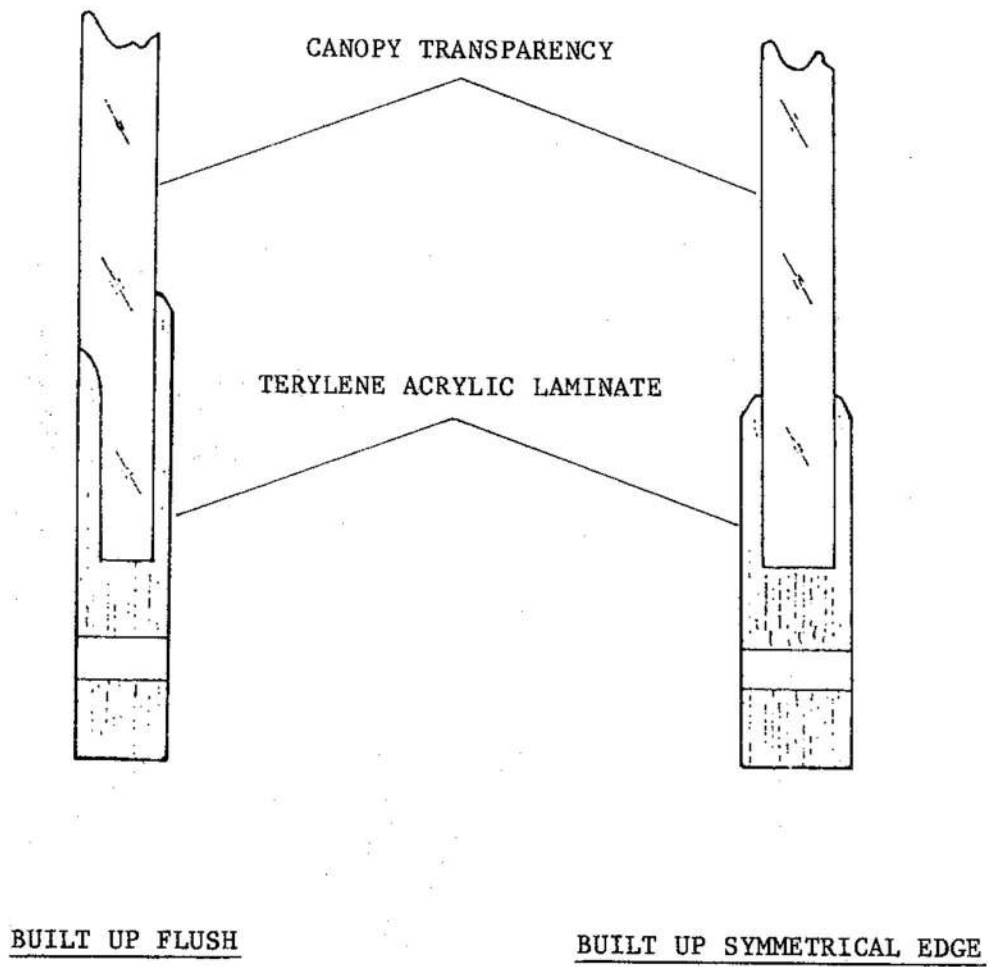 CANOPY TRANSPARENCY
TERYLENE ACRYLIC LAMINATE
BUILT UP FLUSH
BUILT UP SYMMETRICAL EDGE